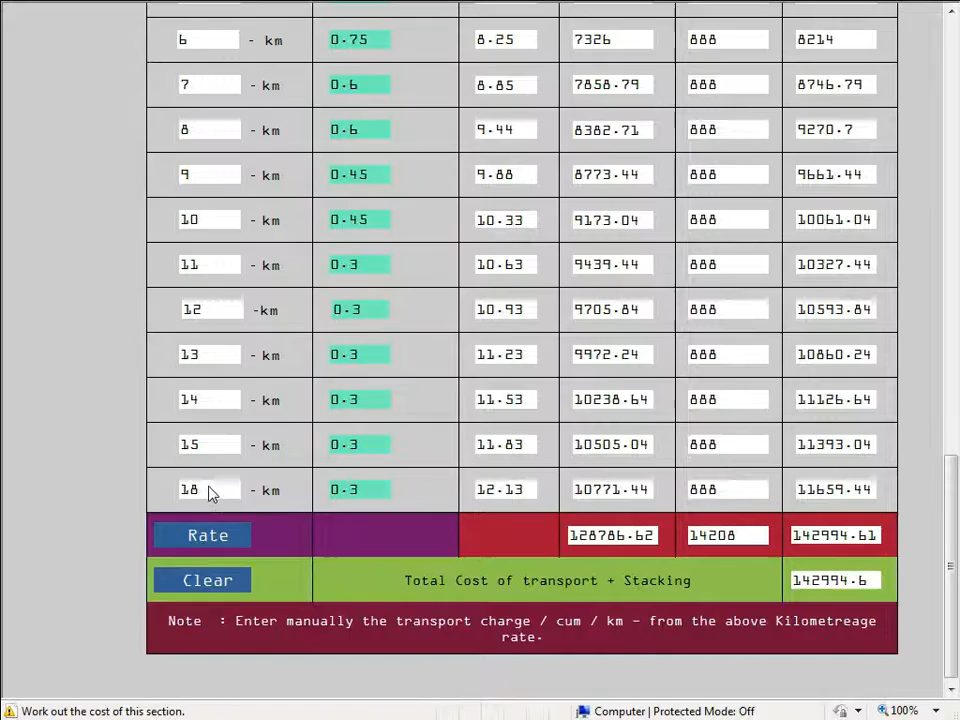 6 - km 0.75 8.25 7326 888 8214
7 - km 0.6 8.85 7858.79 888 8746.79
8 - km 0.6 9.44 8382.71 888 9270.7
9 - km 0.45 9.88 8773.44 888 9661.44
10 - km 0.45 10.33 9173.04 888 10061.04
11 - km 0.3 10.63 9439.44 888 10327.44
12 -km 0.3 10.93 9705.84 888 10593.84
13 - km 0.3 11.23 9972.24 888 10860.24
14 - km 0.3 11.53 10238.64 888 11126.64
15 - km 0.3 11.83 10505.04 888 11393.04
18 - km 0.3 12.13 10771.44 888 11659.44
Rate 128786.62 14208 142994.61
Clear Total Cost of transport + Stacking 142994.6
Note : Enter manually the transport charge / cum / km - from the above Kilometreage
rate.
Work out the cost of this section. Computer | Protected Mode: Off 100%